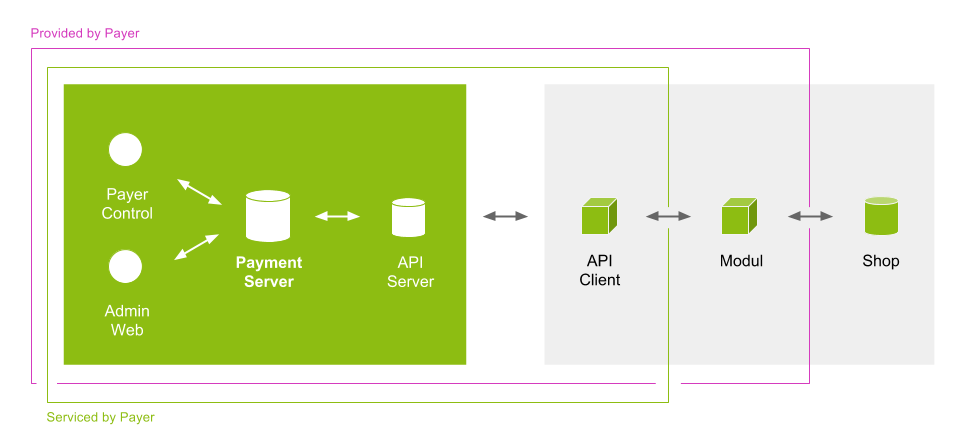 Provided by Payer
Payer
Control
Payment
Server
API
Server
API
Client
Modul
Shop
Admin
Web
Serviced by Payer